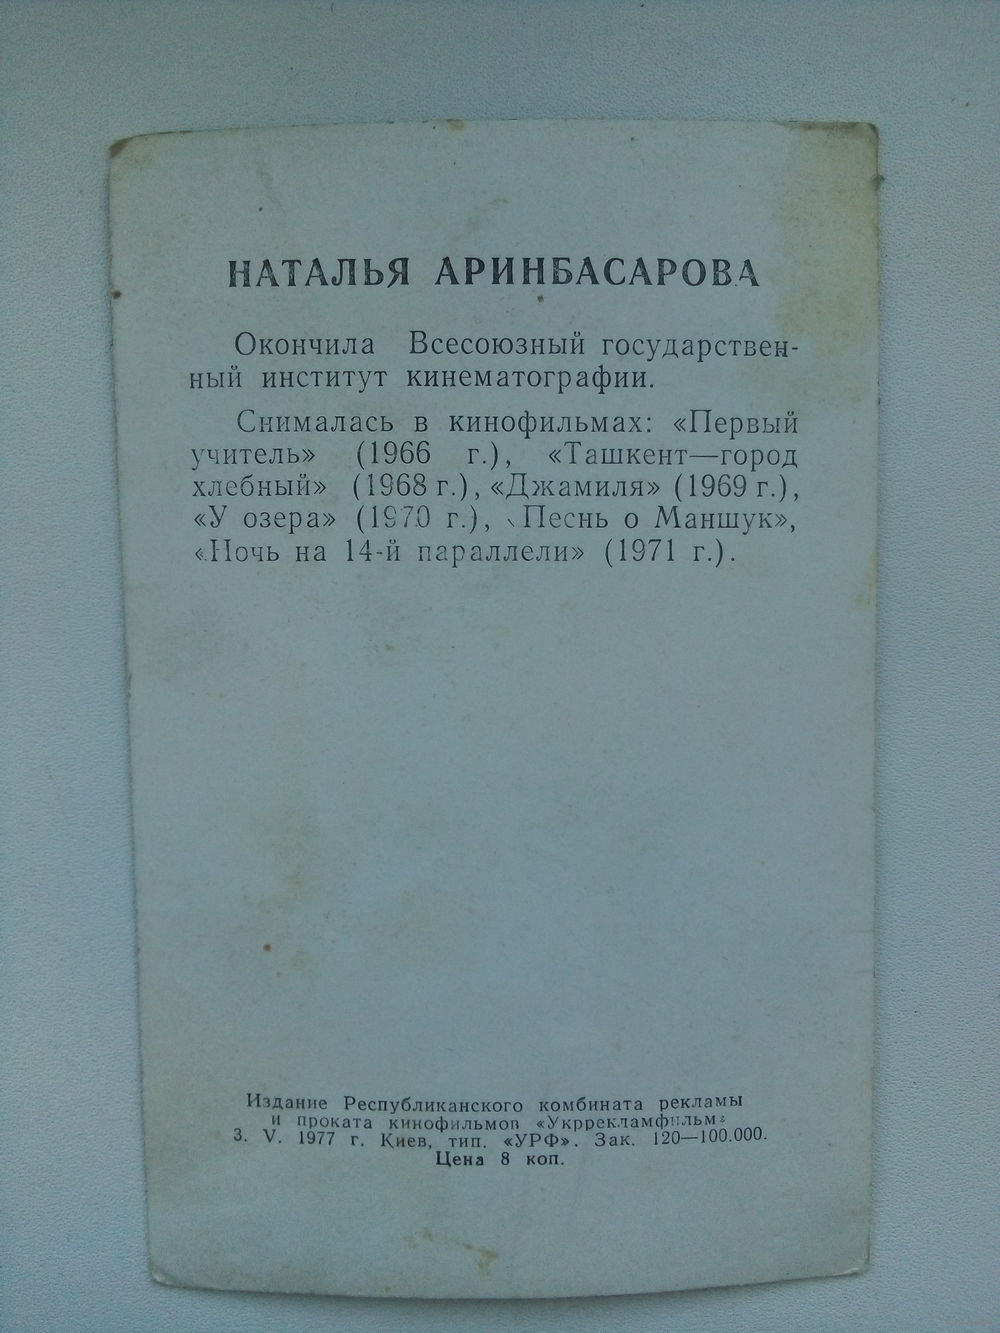 НАТАЛЬЯ АРИНБАСАРОВА
Окончила Всесоюзный государствен-
ный институт кинематографии.
Снималась в кинофильмах: «Первый
учитель» (1966 г.), «Ташкент—город
хлебный» (1968 г.), «Джамиля» (1969 г.),
«У озера» (1970 г.), «Песнь о Маншук»,
«Ночь на 14-й параллели» (1971 г.).
Издание Республиканского комбината рекламы
и проката кинофильмов «Укррекламфильм»
3. V. 1977 г. Киев, тип. «УРФ». Зак. 120—100.000.
Цена 8 коп.